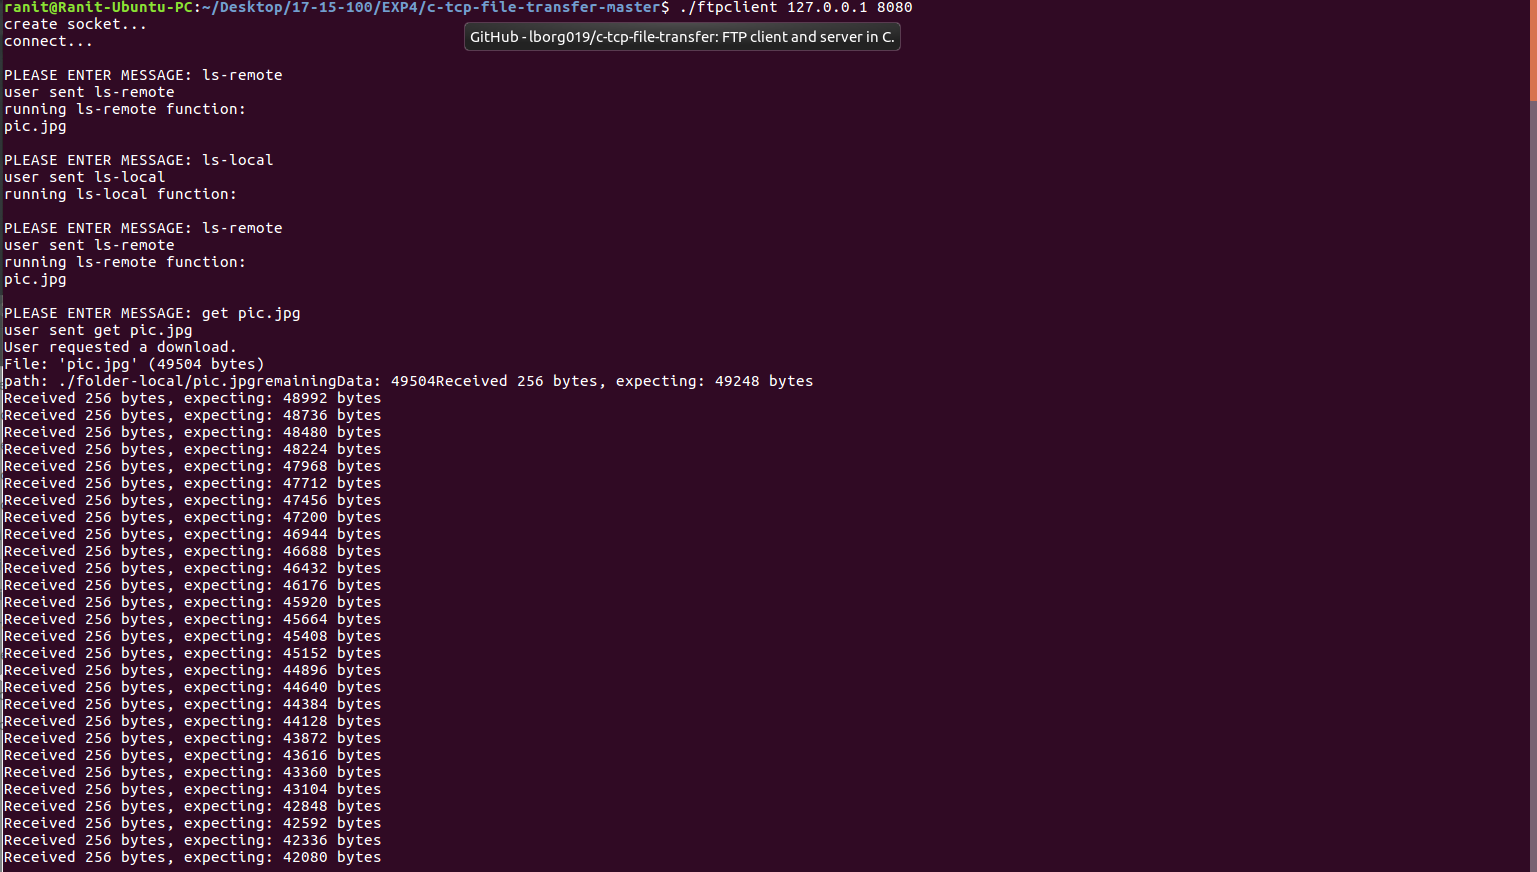 ranit@Ranit-Ubuntu-PC:~/Desktop/17-15-100/EXP4/c-tcp-file-transfer-master$ ./ftpclient 127.0.0.1 8080
create socket...
GitHub - lborg019/c-tcp-file-transfer: FTP client and server in C.
connect...
PLEASE ENTER MESSAGE: ls-remote
user sent ls-remote
running ls-remote function:
pic.jpg
PLEASE ENTER MESSAGE: ls-local
user sent ls-local
running ls-local function:
PLEASE ENTER MESSAGE: ls-remote
user sent ls-remote
running ls-remote function:
pic.jpg
PLEASE ENTER MESSAGE: get pic.jpg
user sent get pic.jpg
User requested a download.
File: 'pic.jpg' (49504 bytes)
path: ./folder-local/pic.jpgremainingData: 49504Received 256 bytes, expecting: 49248 bytes
Received 256 bytes, expecting: 48992 bytes
Received 256 bytes, expecting: 48736 bytes
Received 256 bytes, expecting: 48480 bytes
Received 256 bytes, expecting: 48224 bytes
Received 256 bytes, expecting: 47968 bytes
Received 256 bytes, expecting: 47712 bytes
Received 256 bytes, expecting: 47456 bytes
Received 256 bytes, expecting: 47200 bytes
Received 256 bytes, expecting: 46944 bytes
Received 256 bytes, expecting: 46688 bytes
Received 256 bytes, expecting: 46432 bytes
Received 256 bytes, expecting: 46176 bytes
Received 256 bytes, expecting: 45920 bytes
Received 256 bytes, expecting: 45664 bytes
Received 256 bytes, expecting: 45408 bytes
Received 256 bytes, expecting: 45152 bytes
Received 256 bytes, expecting: 44896 bytes
Received 256 bytes, expecting: 44640 bytes
Received 256 bytes, expecting: 44384 bytes
Received 256 bytes, expecting: 44128 bytes
Received 256 bytes, expecting: 43872 bytes
Received 256 bytes, expecting: 43616 bytes
Received 256 bytes, expecting: 43360 bytes
Received 256 bytes, expecting: 43104 bytes
Received 256 bytes, expecting: 42848 bytes
Received 256 bytes, expecting: 42592 bytes
Received 256 bytes, expecting: 42336 bytes
Received 256 bytes, expecting: 42080 bytes